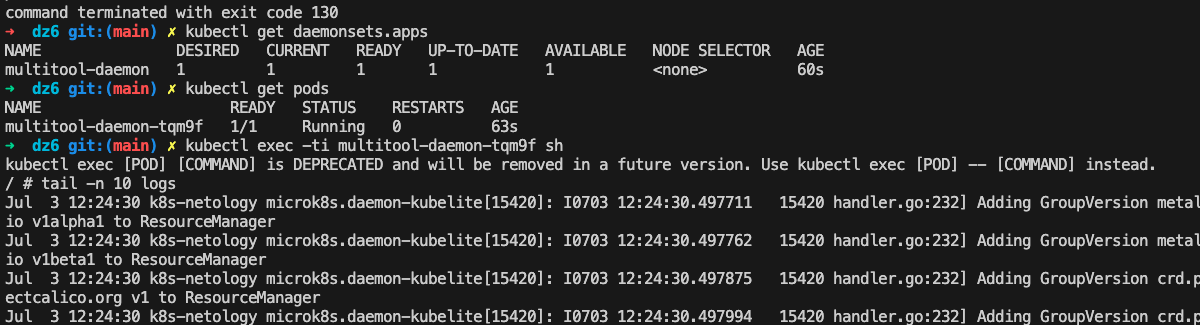 command terminated with exit code 130
➜  dz6 git:(main) ✗ kubectl get daemonsets.apps
NAME               DESIRED   CURRENT   READY   UP-TO-DATE   AVAILABLE   NODE SELECTOR   AGE
multitool-daemon   1         1         1       1            1           <none>          60s
➜  dz6 git:(main) ✗ kubectl get pods
NAME                     READY   STATUS    RESTARTS   AGE
multitool-daemon-tqm9f   1/1     Running   0          63s
➜  dz6 git:(main) ✗ kubectl exec -ti multitool-daemon-tqm9f sh
kubectl exec [POD] [COMMAND] is DEPRECATED and will be removed in a future version. Use kubectl exec [POD] -- [COMMAND] instead.
/ # tail -n 10 logs
Jul  3 12:24:30 k8s-netology microk8s.daemon-kubelite[15420]: I0703 12:24:30.497711   15420 handler.go:232] Adding GroupVersion metal
io v1alpha1 to ResourceManager
Jul  3 12:24:30 k8s-netology microk8s.daemon-kubelite[15420]: I0703 12:24:30.497762   15420 handler.go:232] Adding GroupVersion metal
io v1beta1 to ResourceManager
Jul  3 12:24:30 k8s-netology microk8s.daemon-kubelite[15420]: I0703 12:24:30.497875   15420 handler.go:232] Adding GroupVersion crd.p
ectcalico.org v1 to ResourceManager
Jul  3 12:24:30 k8s-netology microk8s.daemon-kubelite[15420]: I0703 12:24:30.497994   15420 handler.go:232] Adding GroupVersion crd.p